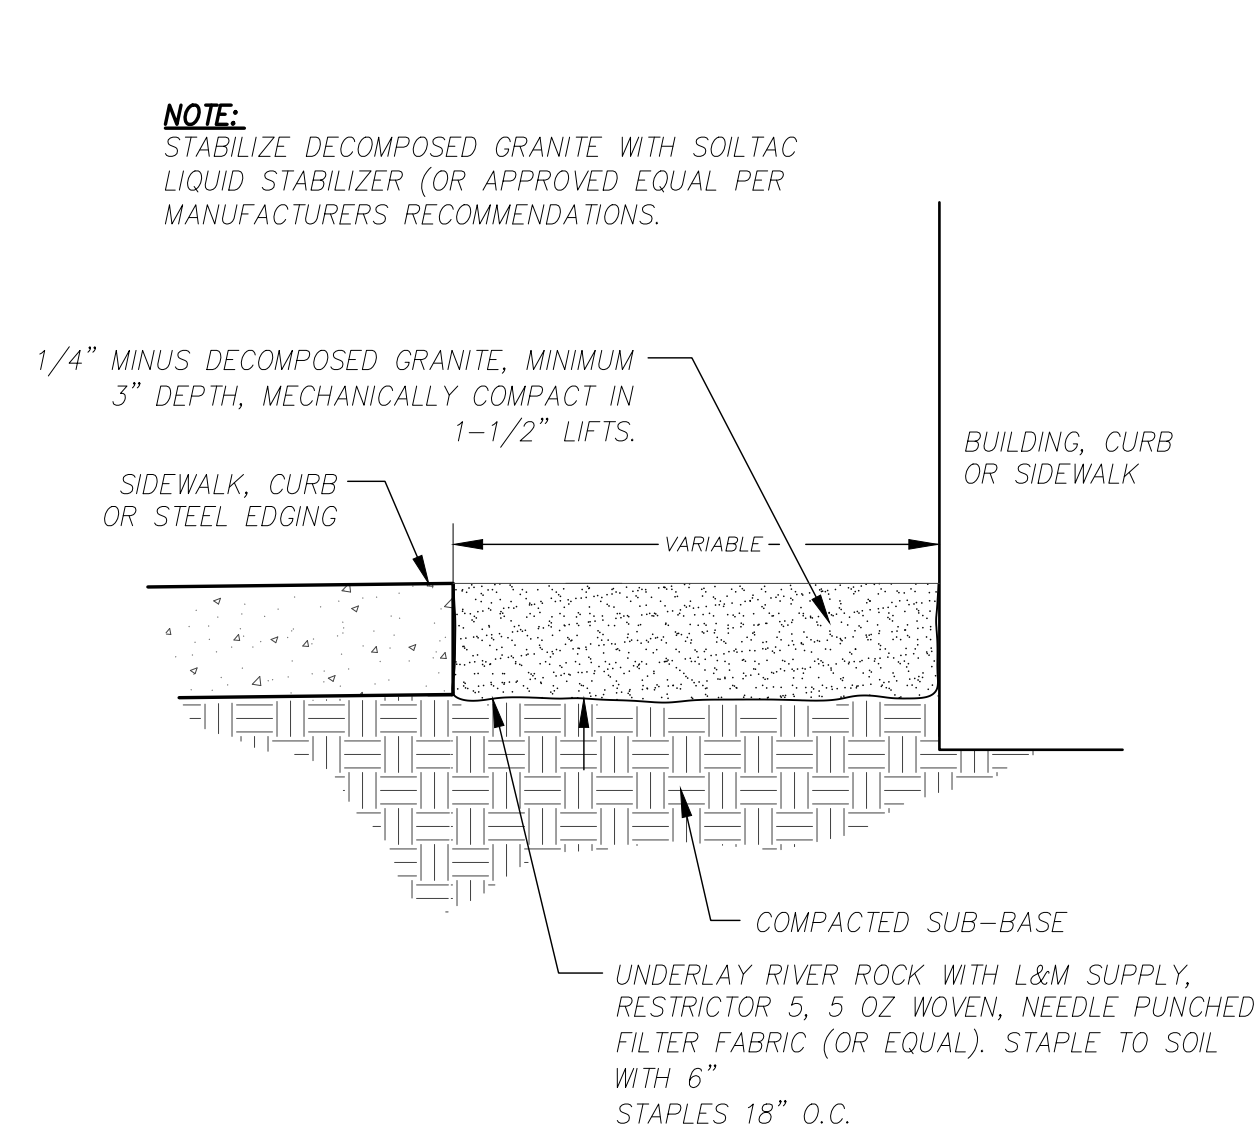 NOTE:
STABILIZE DECOMPOSED GRANITE WITH SOILTAC
LIQUID STABILIZER (OR APPROVED EQUAL PER
MANUFACTURERS RECOMMENDATIONS.
1/4" MINUS DECOMPOSED GRANITE, MINIMUM
3" DEPTH, MECHANICALLY COMPACT IN
1-1/2" LIFTS.
BUILDING, CURB
OR SIDEWALK
SIDEWALK, CURB
OR STEEL EDGING
VARIABLE
COMPACTED SUB-BASE
UNDERLAY RIVER ROCK WITH L&M SUPPLY,
RESTRICTOR 5, 5 OZ WOVEN, NEEDLE PUNCHED
FILTER FABRIC (OR EQUAL). STAPLE TO SOIL
WITH 6"
STAPLES 18" O.C.